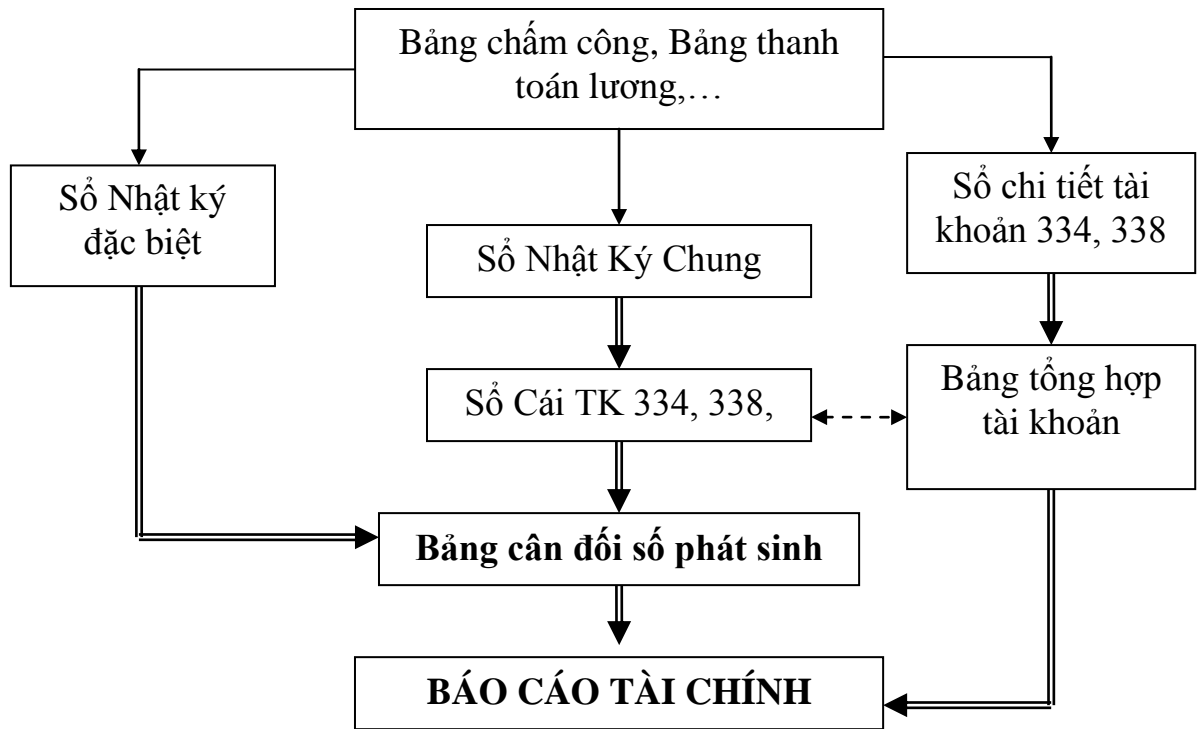 Bảng chấm công, Bảng thanh
toán lương,…
Sổ Nhật ký
đặc biệt
Sổ Nhật Ký Chung
Sổ chi tiết tài
khoản 334, 338
Sổ Cái TK 334, 338,
Bảng tổng hợp
tài khoản
Bảng cân đối số phát sinh
BÁO CÁO TÀI CHÍNH